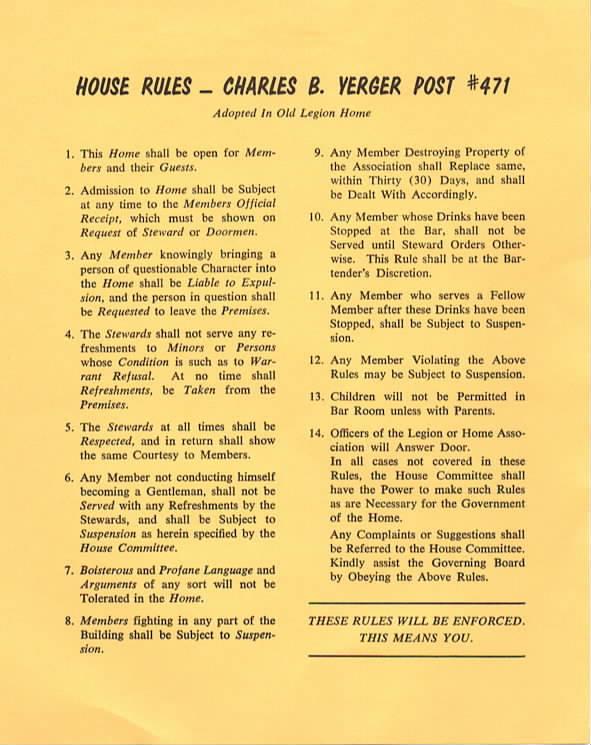 HOUSE RULES – CHARLES B. YERGER POST #471
Adopted In Old Legion Home
1. This Home shall be open for Mem-
bers and their Guests.
2. Admission to Home shall be Subject
at any time to the Members Official
Receipt, which must be shown on
Request of Steward or Doormen.
3. Any Member knowingly bringing a
person of questionable Character into
the Home shall be Liable to Expul-
sion, and the person in question shall
be Requested to leave the Premises.
4. The Stewards shall not serve any re-
freshments to Minors or Persons
whose Condition is such as to War-
rant Refusal. At no time shall
Refreshments, be Taken from the
Premises.
5. The Stewards at all times shall be
Respected, and in return shall show
the same Courtesy to Members.
6. Any Member not conducting himself
becoming a Gentleman, shall not be
Served with any Refreshments by the
Stewards, and shall be Subject to
Suspension as herein specified by the
House Committee.
7. Boisterous and Profane Language and
Arguments of any sort will not be
Tolerated in the Home.
8. Members fighting in any part of the
Building shall be Subject to Suspen-
sion.
9. Any Member Destroying Property of
the Association shall Replace same,
within Thirty (30) Days, and shall
be Dealt With Accordingly.
10. Any Member whose Drinks have been
Stopped at the Bar, shall not be
Served until Steward Orders Other-
wise. This Rule shall be at the Bar-
tender's Discretion.
11. Any Member who serves a Fellow
Member after these Drinks have been
Stopped, shall be Subject to Suspen-
sion.
12. Any Member Violating the Above
Rules may be Subject to Suspension.
13. Children will not be Permitted in
Bar Room unless with Parents.
14. Officers of the Legion or Home Asso-
ciation will Answer Door.
In all cases not covered in these
Rules, the House Committee shall
have the Power to make such Rules
as are Necessary for the Government
of the Home.
Any Complaints or Suggestions shall
be Referred to the House Committee.
Kindly assist the Governing Board
by Obeying the Above Rules.
THESE RULES WILL BE ENFORCED.
THIS MEANS YOU.